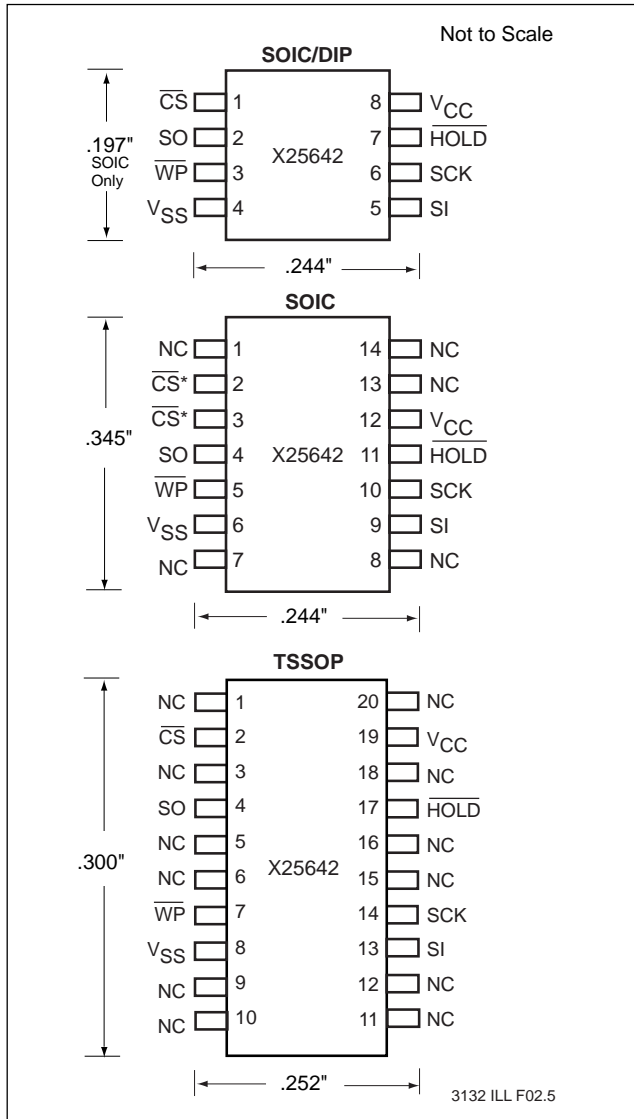 Not to Scale
SOIC/DIP
CS 1 8 VCC
SO 2 7 HOLD
WP 3 6 SCK
VSS 4 5 SI
X25642
.197"
SOIC
Only
.244"
SOIC
NC 1 14 NC
CS* 2 13 NC
CS* 3 12 VCC
SO 4 11 HOLD
WP 5 10 SCK
VSS 6 9 SI
NC 7 8 NC
X25642
.345"
.244"
TSSOP
NC 1 20 NC
CS 2 19 VCC
NC 3 18 NC
SO 4 17 HOLD
NC 5 16 NC
NC 6 15 NC
WP 7 14 SCK
VSS 8 13 SI
NC 9 12 NC
NC 10 11 NC
X25642
.300"
.252"
3132 ILL F02.5